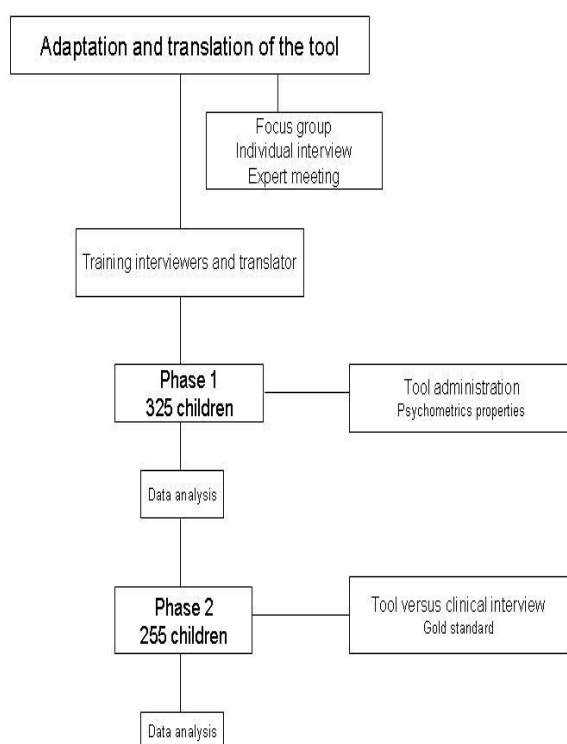 Adaptation and translation of the tool
Focus group
Individual interview
Expert meeting
Training interviewers and translator
Phase 1
325 children
Tool administration
Psychometrics properties
Data analysis
Phase 2
255 children
Tool versus clinical interview
Gold standard
Data analysis